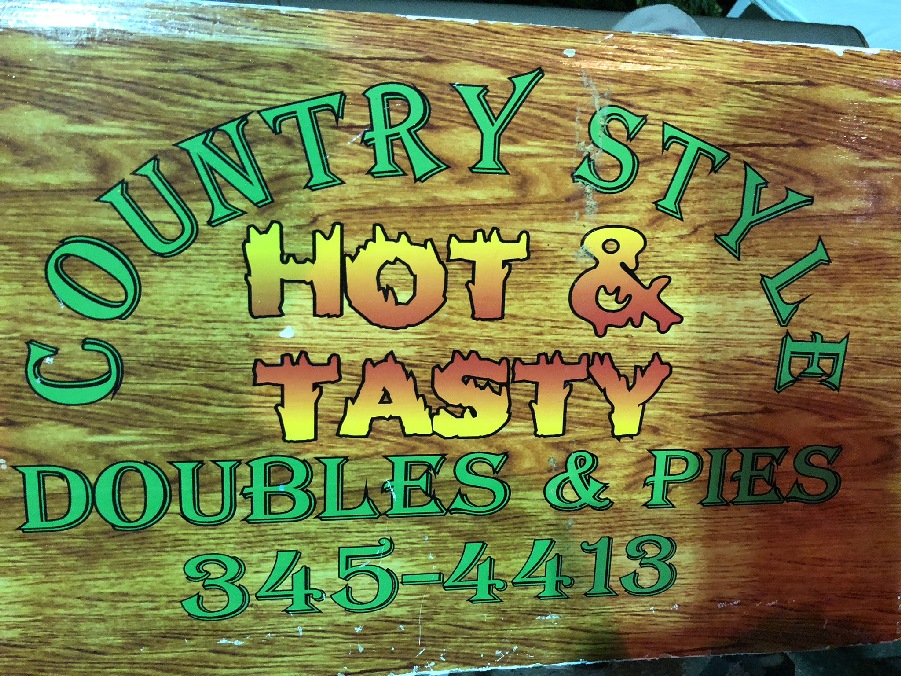 COUNTRY STYLE
HOT &
TASTY
DOUBLES & PIES
345-4413